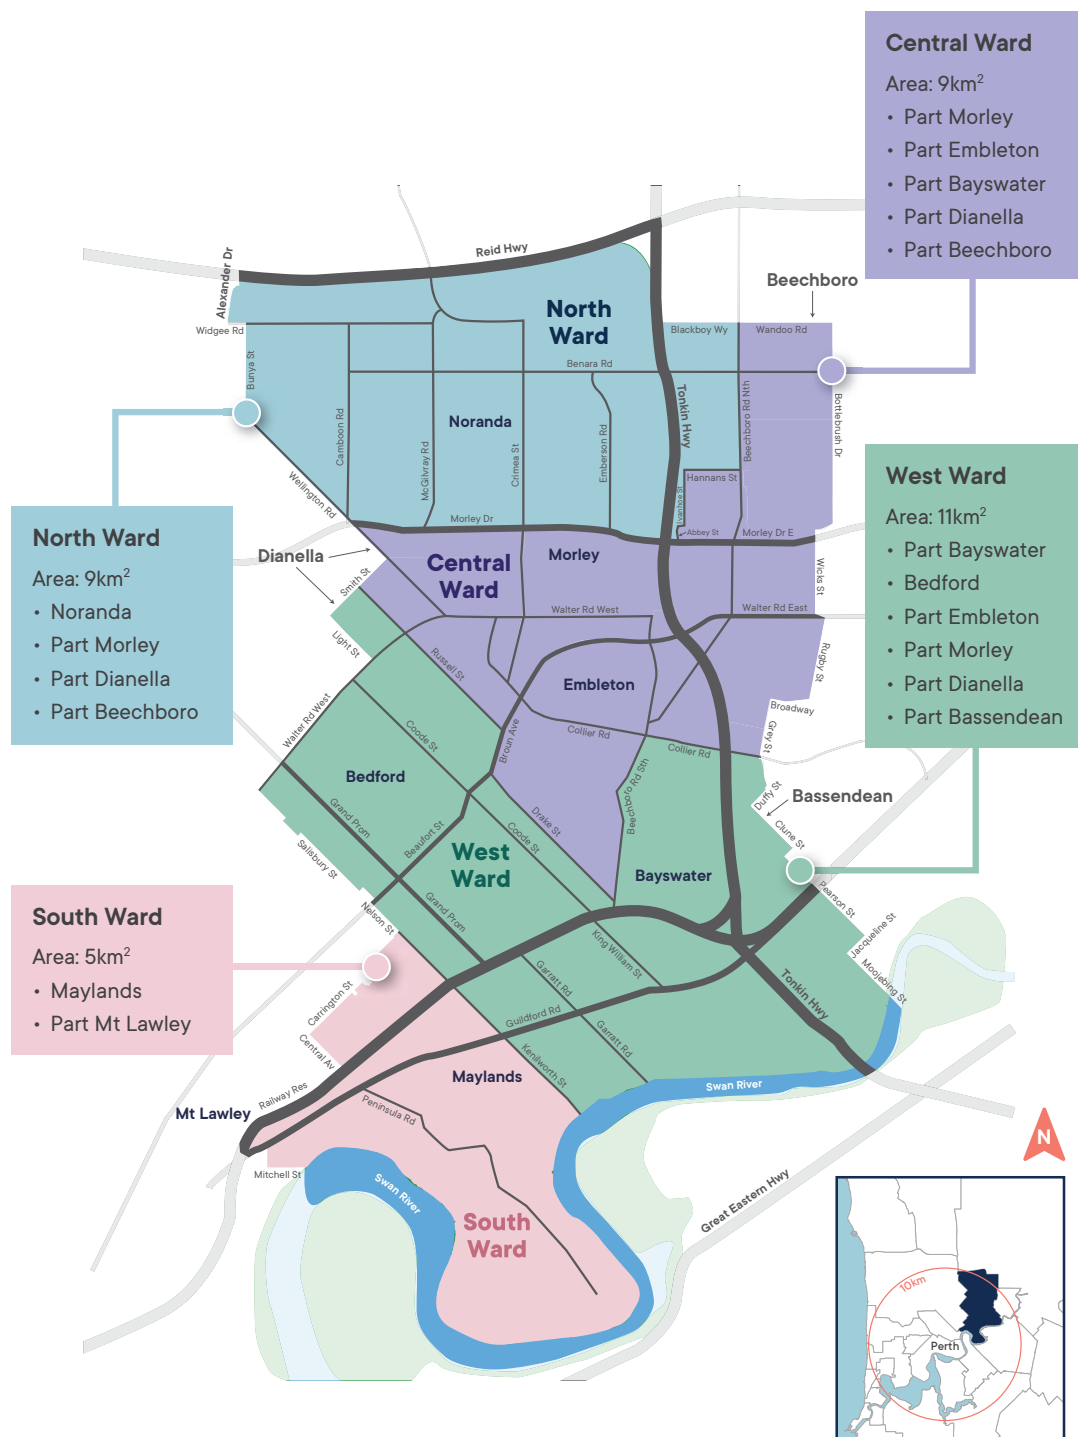 Central Ward
Area: 9km²
• Part Morley
• Part Embleton
• Part Bayswater
• Part Dianella
• Part Beechboro
Reid Hwy
Alexander Dr
Beechboro
North
Ward
Widgee Rd
Blackboy Wy
Wandoo Rd
Bunya St
Benara Rd
Tonkin Hwy
Beechboro Rd Nth
Bottlebrush Dr
Noranda
Camboon Rd
McGilvray Rd
Crimea St
Emberson Rd
Wellington Rd
Hannans St
Ivanhoe St
Abbey St
Morley Dr
Morley Dr E
West Ward
Area: 11km²
• Part Bayswater
• Bedford
• Part Embleton
• Part Morley
• Part Dianella
• Part Bassendean
North Ward
Area: 9km²
• Noranda
• Part Morley
• Part Dianella
• Part Beechboro
Dianella
Central
Ward
Morley
Smith St
Wicks St
Walter Rd West
Walter Rd East
Light St
Russell St
Rugby St
Embleton
Walter Rd West
Broadway
Coode St
Broun Ave
Collier Rd
Collier Rd
Grey St
Bedford
Beechboro Rd Sth
Duffy St
Bassendean
Grand Prom
Drake St
Clune St
Beaufort St
Coode St
Salisbury St
West
Ward
Bayswater
South Ward
Area: 5km²
• Maylands
• Part Mt Lawley
Nelson St
Grand Prom
Pearson St
King William St
Jacqueline St
Moojebing St
Garratt Rd
Tonkin Hwy
Carrington St
Guildford Rd
Garratt Rd
Central Av
Kenilworth St
Maylands
Swan River
Railway Res
Mt Lawley
Peninsula Rd
N
Mitchell St
Swan River
Great Eastern Hwy
South
Ward
10km
Perth